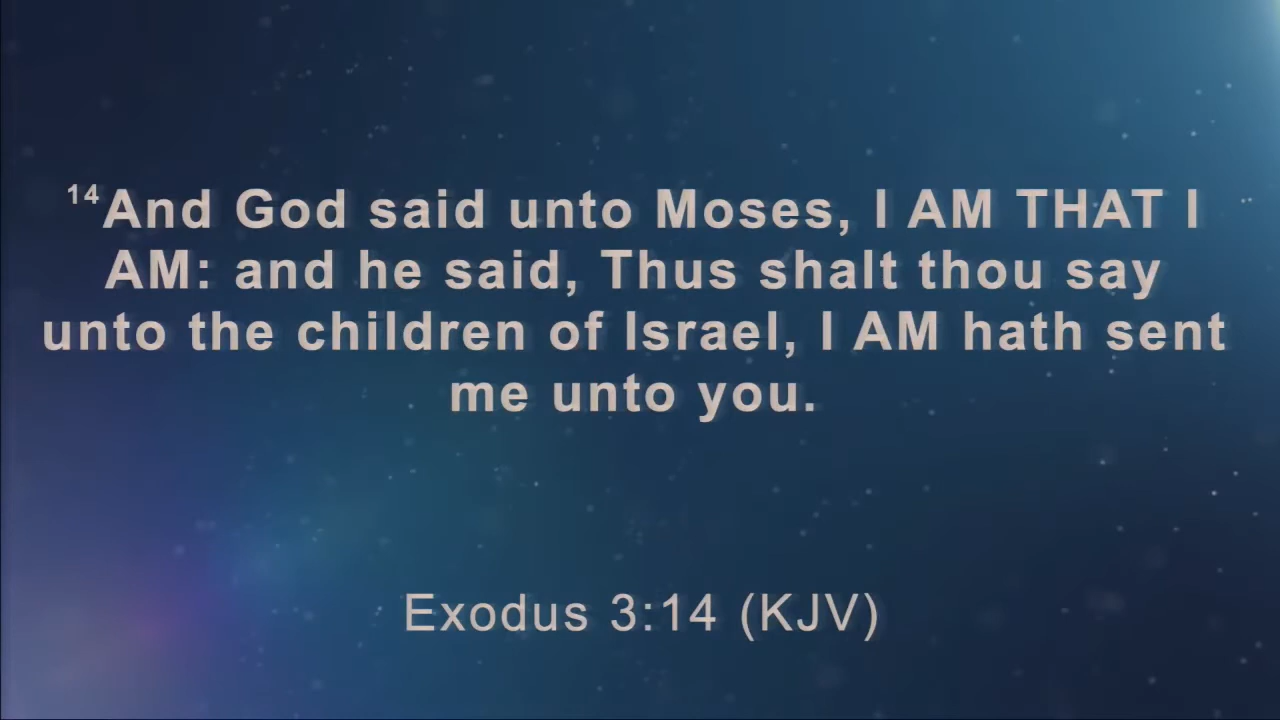 14And God said unto Moses, I AM THAT I
AM: and he said, Thus shalt thou say
unto the children of Israel, I AM hath sent
me unto you.
Exodus 3:14 (KJV)